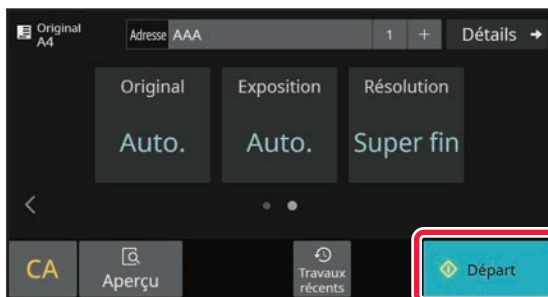 Original
A4
Adresse AAA 1 +
Détails
Original Exposition Résolution
Auto. Auto. Super fin
CA
Aperçu
Travaux
récents
Départ